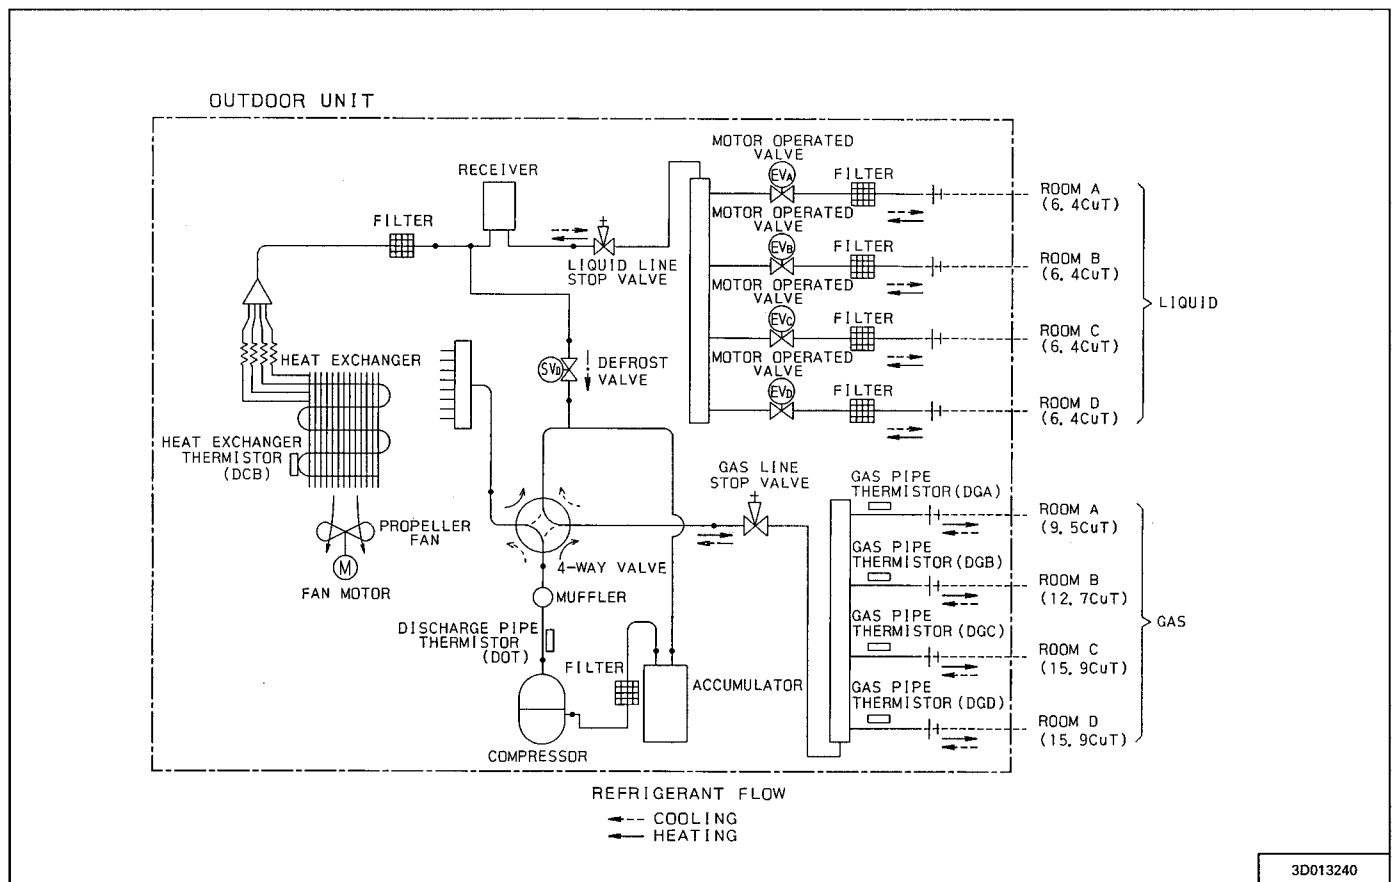 OUTDOOR UNIT
RECEIVER
FILTER
LIQUID LINE
STOP VALVE
MOTOR OPERATED
VALVE
EVA
FILTER
ROOM A
(6.4CuT)
MOTOR OPERATED
VALVE
EVB
FILTER
ROOM B
(6.4CuT)
MOTOR OPERATED
VALVE
EVC
FILTER
ROOM C
(6.4CuT)
MOTOR OPERATED
VALVE
EVD
FILTER
ROOM D
(6.4CuT)
LIQUID
HEAT EXCHANGER
SVD
DEFROST
VALVE
HEAT EXCHANGER
THERMISTOR
(DCB)
PROPELLER
FAN
M
FAN MOTOR
4-WAY VALVE
MUFFLER
DISCHARGE PIPE
THERMISTOR
(DOT)
FILTER
ACCUMULATOR
COMPRESSOR
GAS LINE
STOP VALVE
GAS PIPE
THERMISTOR(DGA)
ROOM A
(9.5CuT)
GAS PIPE
THERMISTOR(DGB)
ROOM B
(12.7CuT)
GAS PIPE
THERMISTOR(DGC)
ROOM C
(15.9CuT)
GAS PIPE
THERMISTOR(DGD)
ROOM D
(15.9CuT)
GAS
REFRIGERANT FLOW
COOLING
HEATING
3D013240